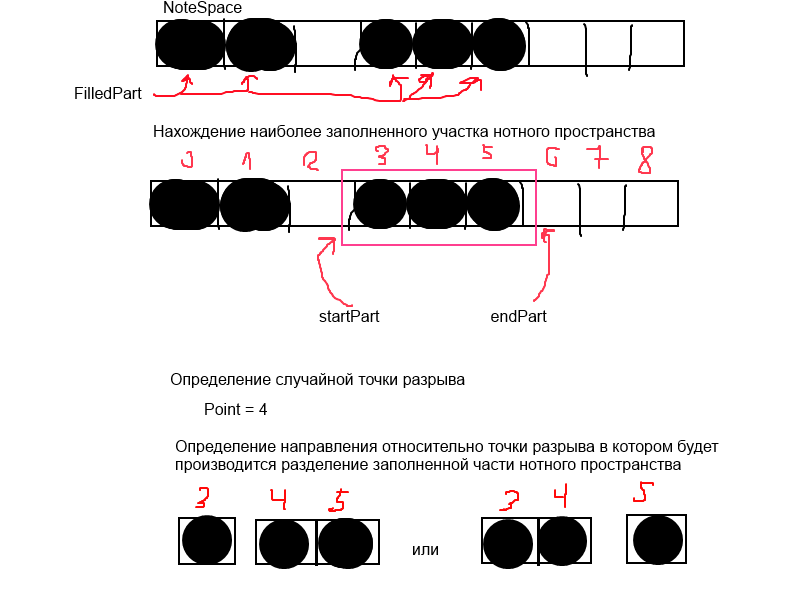 NoteSpace
FilledPart
Нахождение наиболее заполненного участка нотного пространства
0 1 2 3 4 5 6 7 8
startPart
endPart
Определение случайной точки разрыва
Point = 4
Определение направления относительно точки разрыва в котором будет
производится разделение заполненной части нотного пространства
3 4 5 3 4 5
или